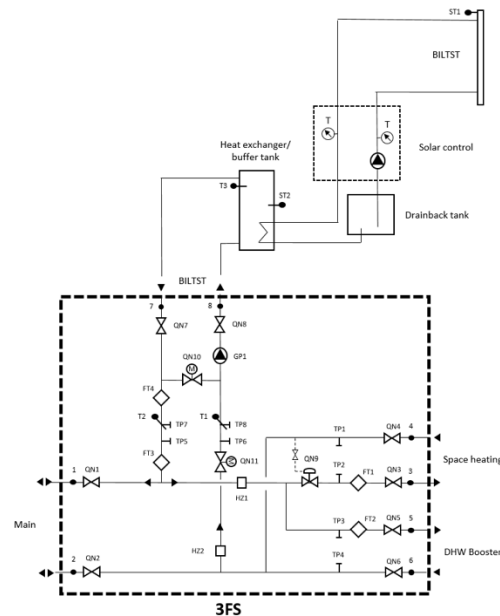 ST1
BILTST
T
T
Solar control
Heat exchanger/
buffer tank
T3
ST2
Drainback tank
BILTST
7
8
QN7
QN8
QN10
M
GP1
FT4
T2
TP7
T1
TP8
TP5
TP6
TP1
QN4
4
FT3
M
QN11
QN9
Space heating
TP2
FT1
QN3
3
1
QN1
HZ1
Main
TP3
FT2
QN5
5
HZ2
DHW Booster
TP4
2
QN2
QN6
6
3FS